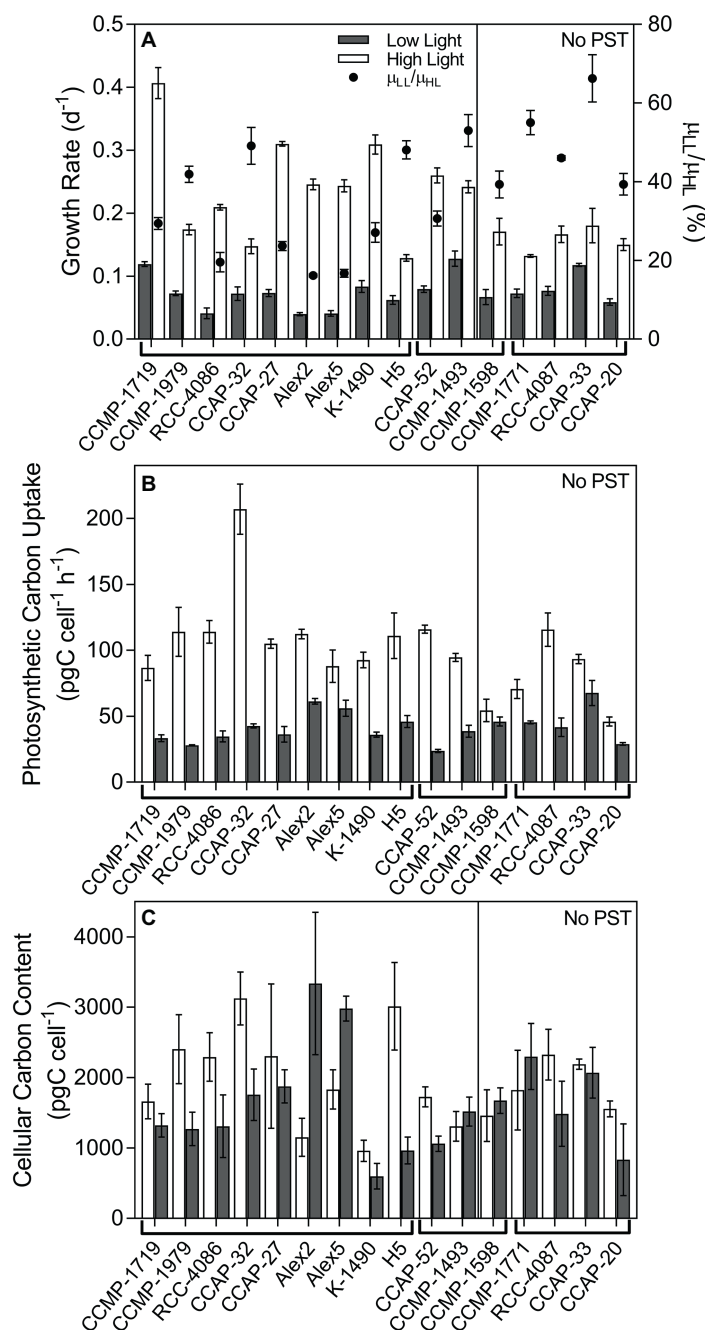 A
No PST
Low Light
High Light
μLL/μHL
Growth Rate (d⁻¹)
0.5
0.4
0.3
0.2
0.1
0.0
80
60
40
20
0
μLL/μHL (%)
CCMP-1719
CCMP-1979
RCC-4086
CCAP-32
CCAP-27
Alex2
Alex5
K-1490
H5
CCAP-52
CCMP-1493
CCMP-1598
CCMP-1771
RCC-4087
CCAP-33
CCAP-20
B
No PST
Photosynthetic Carbon Uptake
(pgC cell⁻¹ h⁻¹)
200
150
100
50
0
CCMP-1719
CCMP-1979
RCC-4086
CCAP-32
CCAP-27
Alex2
Alex5
K-1490
H5
CCAP-52
CCMP-1493
CCMP-1598
CCMP-1771
RCC-4087
CCAP-33
CCAP-20
C
No PST
Cellular Carbon Content
(pgC cell⁻¹)
4000
3000
2000
1000
0
CCMP-1719
CCMP-1979
RCC-4086
CCAP-32
CCAP-27
Alex2
Alex5
K-1490
H5
CCAP-52
CCMP-1493
CCMP-1598
CCMP-1771
RCC-4087
CCAP-33
CCAP-20